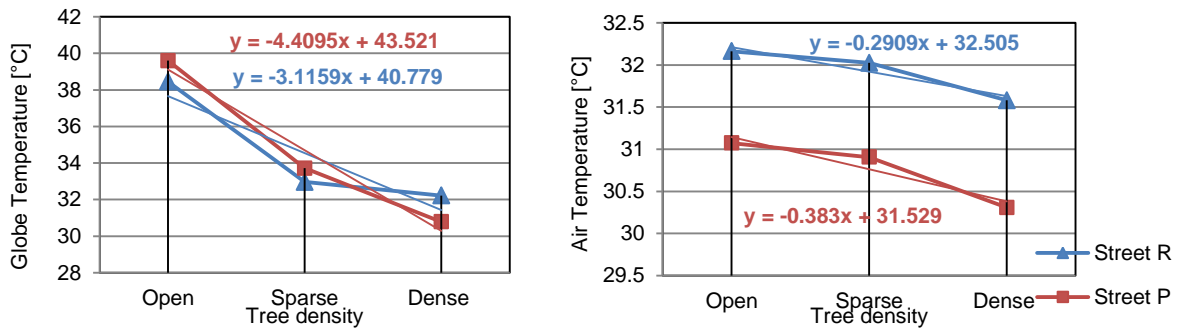 42
40
38
36
34
32
30
28
Globe Temperature [°C]
y = -4.4095x + 43.521
y = -3.1159x + 40.779
Open Sparse Dense
Tree density
32.5
32
31.5
31
30.5
30
29.5
Air Temperature [°C]
y = -0.2909x + 32.505
y = -0.383x + 31.529
Open Sparse Dense
Tree density
Street R
Street P